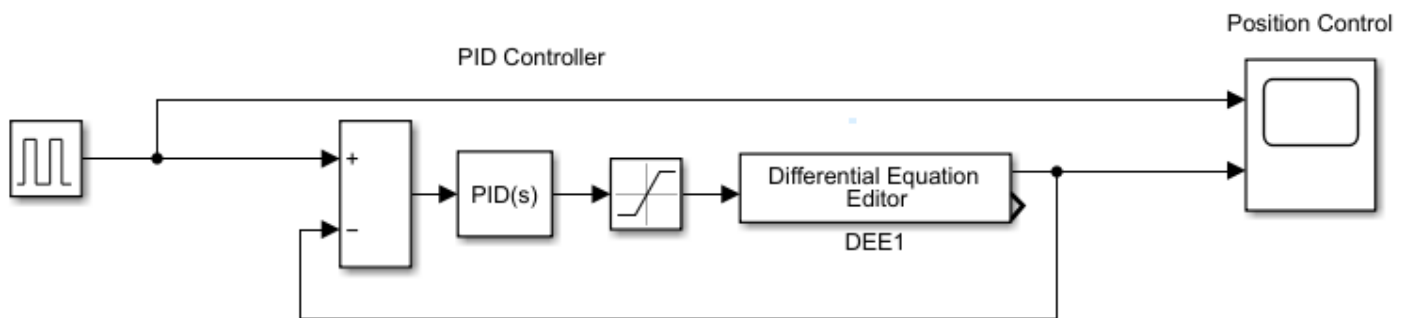 Position Control
PID Controller
+
−
PID(s)
Differential Equation
Editor
DEE1